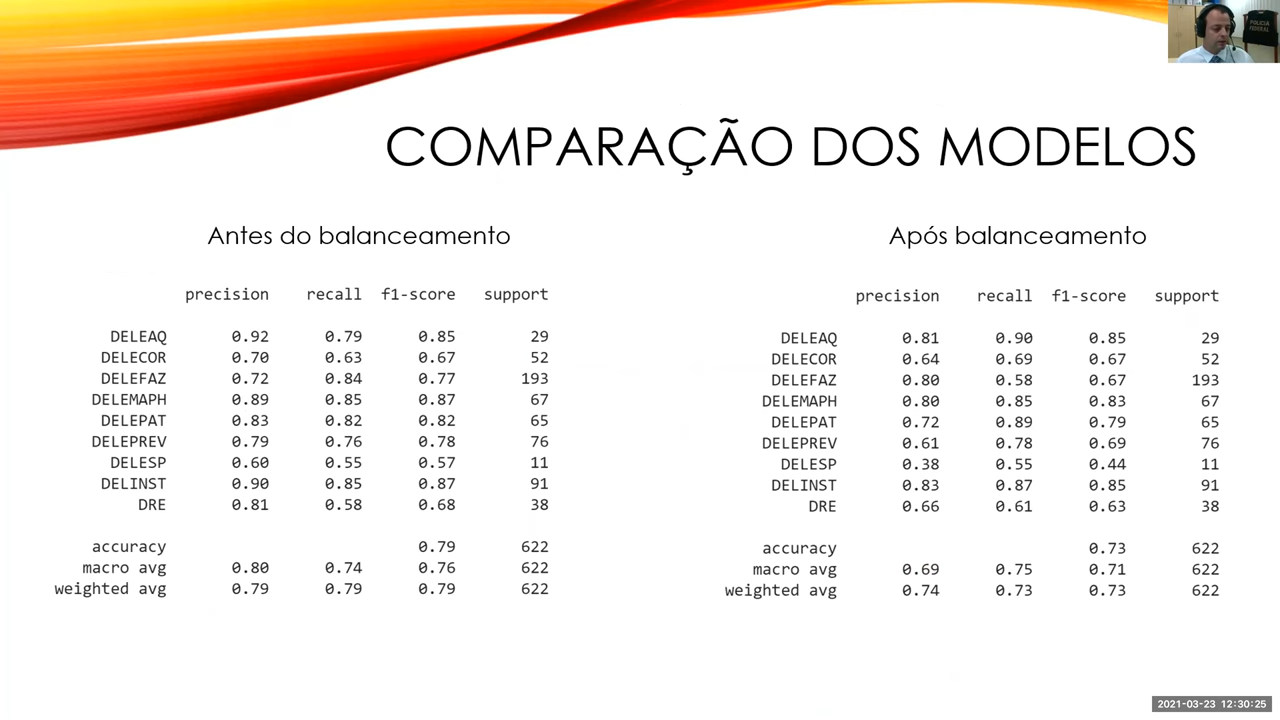 POLICIA
FEDERAL
COMPARAÇÃO DOS MODELOS
Antes do balanceamento
precision recall f1-score support
DELEAQ 0.92 0.79 0.85 29
DELECOR 0.70 0.63 0.67 52
DELEFAZ 0.72 0.84 0.77 193
DELEMAPH 0.89 0.85 0.87 67
DELEPAT 0.83 0.82 0.82 65
DELEPREV 0.79 0.76 0.78 76
DELESP 0.60 0.55 0.57 11
DELINST 0.90 0.85 0.87 91
DRE 0.81 0.58 0.68 38
accuracy 0.79 622
macro avg 0.80 0.74 0.76 622
weighted avg 0.79 0.79 0.79 622
Após balanceamento
precision recall f1-score support
DELEAQ 0.81 0.90 0.85 29
DELECOR 0.64 0.69 0.67 52
DELEFAZ 0.80 0.58 0.67 193
DELEMAPH 0.80 0.85 0.83 67
DELEPAT 0.72 0.89 0.79 65
DELEPREV 0.61 0.78 0.69 76
DELESP 0.38 0.55 0.44 11
DELINST 0.83 0.87 0.85 91
DRE 0.66 0.61 0.63 38
accuracy 0.73 622
macro avg 0.69 0.75 0.71 622
weighted avg 0.74 0.73 0.73 622
2021-03-23 12:30:25